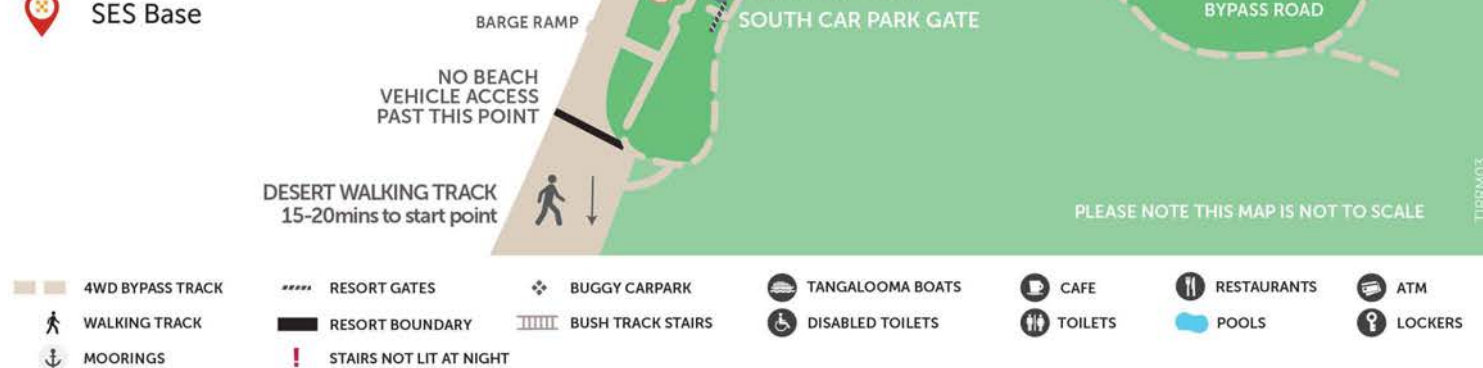 SES Base
BARGE RAMP
SOUTH CAR PARK GATE
BYPASS ROAD
NO BEACH
VEHICLE ACCESS
PAST THIS POINT
DESERT WALKING TRACK
15-20mins to start point
PLEASE NOTE THIS MAP IS NOT TO SCALE
4WD BYPASS TRACK
RESORT GATES
BUGGY CARPARK
TANGALOOMA BOATS
CAFE
RESTAURANTS
ATM
WALKING TRACK
RESORT BOUNDARY
BUSH TRACK STAIRS
DISABLED TOILETS
TOILETS
POOLS
LOCKERS
MOORINGS
! STAIRS NOT LIT AT NIGHT